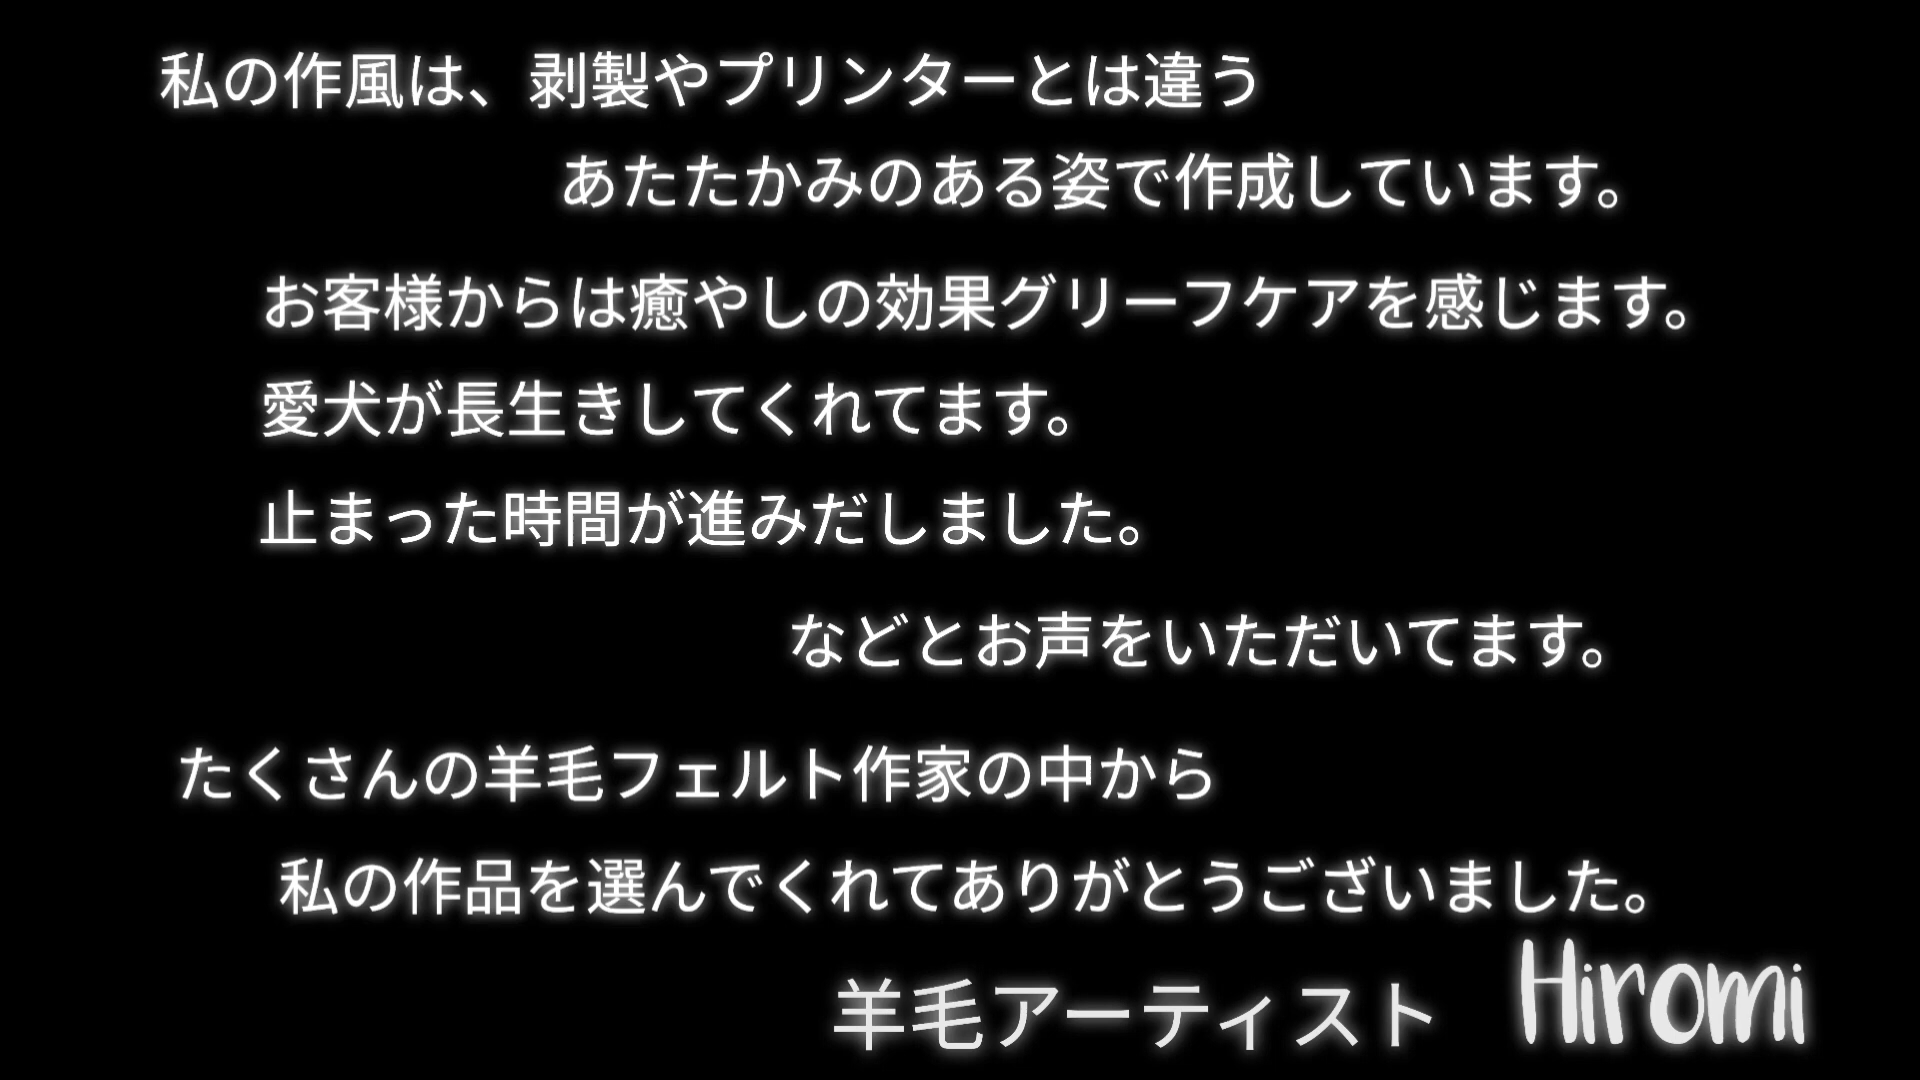 私の作風は、剥製やプリンターとは違う
あたたかみのある姿で作成しています。
お客様からは癒やしの効果グリーフケアを感じます。
愛犬が長生きしてくれてます。
止まった時間が進みだしました。
などとお声をいただいてます。
たくさんの羊毛フェルト作家の中から
私の作品を選んでくれてありがとうございました。
羊毛アーティスト Hiromi